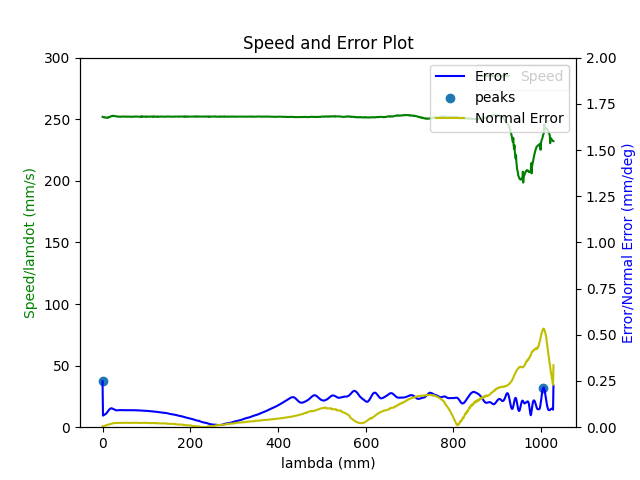 Speed and Error Plot
300
250
200
150
100
50
0
Speed/lamdot (mm/s)
0 200 400 600 800 1000
lambda (mm)
2.00
1.75
1.50
1.25
1.00
0.75
0.50
0.25
0.00
Error/Normal Error (mm/deg)
Speed
Error
peaks
Normal Error